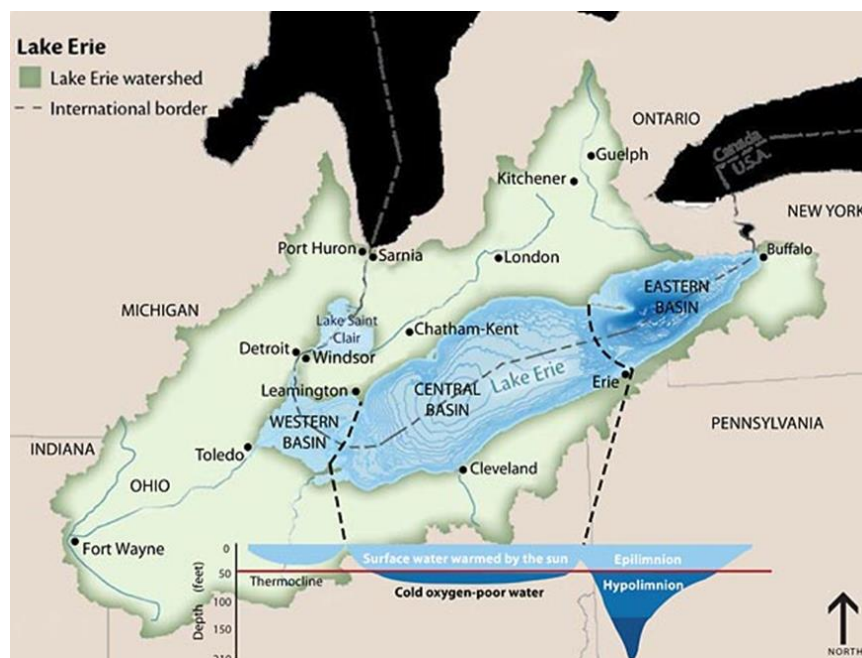 Lake Erie
Lake Erie watershed
International border
ONTARIO
Guelph
Kitchener
Canada
U.S.A.
NEW YORK
Port Huron
Sarnia
London
Buffalo
EASTERN
BASIN
MICHIGAN
Lake Saint
Clair
Chatham-Kent
Detroit
Windsor
Leamington
CENTRAL
BASIN
Lake Erie
Erie
WESTERN
BASIN
PENNSYLVANIA
INDIANA
Toledo
Cleveland
OHIO
Fort Wayne
0
Surface water warmed by the sun
Epilimnion
50
Thermocline
Hypolimnion
Cold oxygen-poor water
100
150
210
Depth (feet)
NORTH